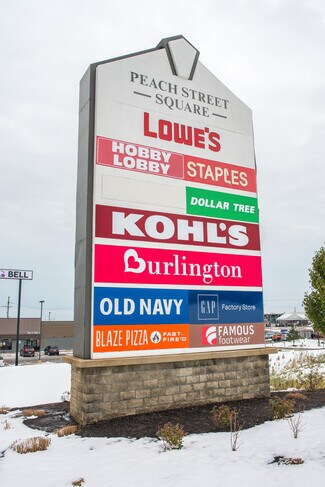 PEACH STREET
SQUARE
LOWE'S
HOBBY
LOBBY
STAPLES
DOLLAR TREE
KOHL'S
Burlington
OLD NAVY
GAP Factory Store
BLAZE PIZZA FAST-FIRE'D
FAMOUS
footwear
BELL